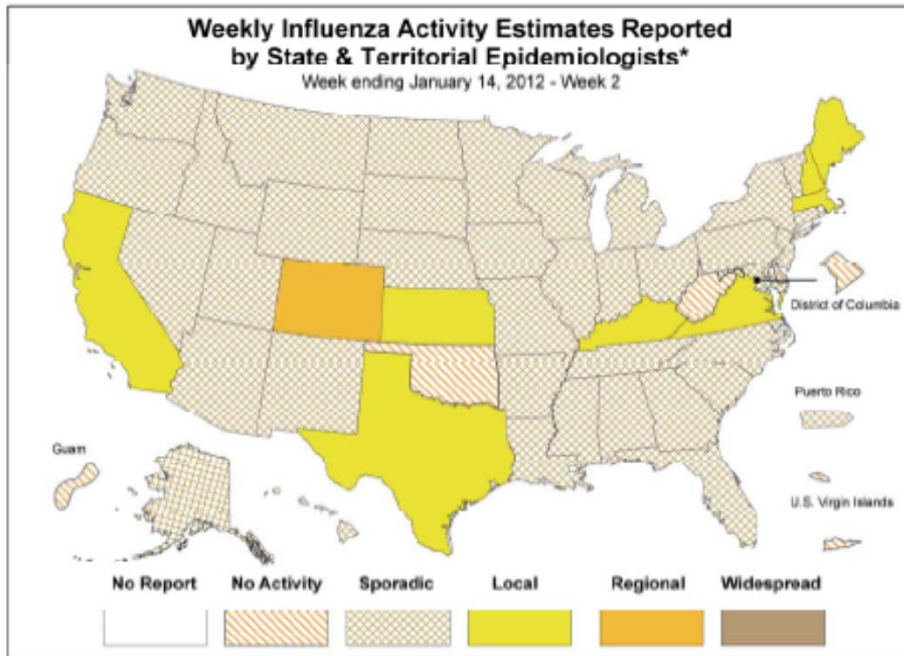 Weekly Influenza Activity Estimates Reported
by State & Territorial Epidemiologists*
Week ending January 14, 2012 - Week 2
District of Columbia
Puerto Rico
Guam
U.S. Virgin Islands
No Report No Activity Sporadic Local Regional Widespread